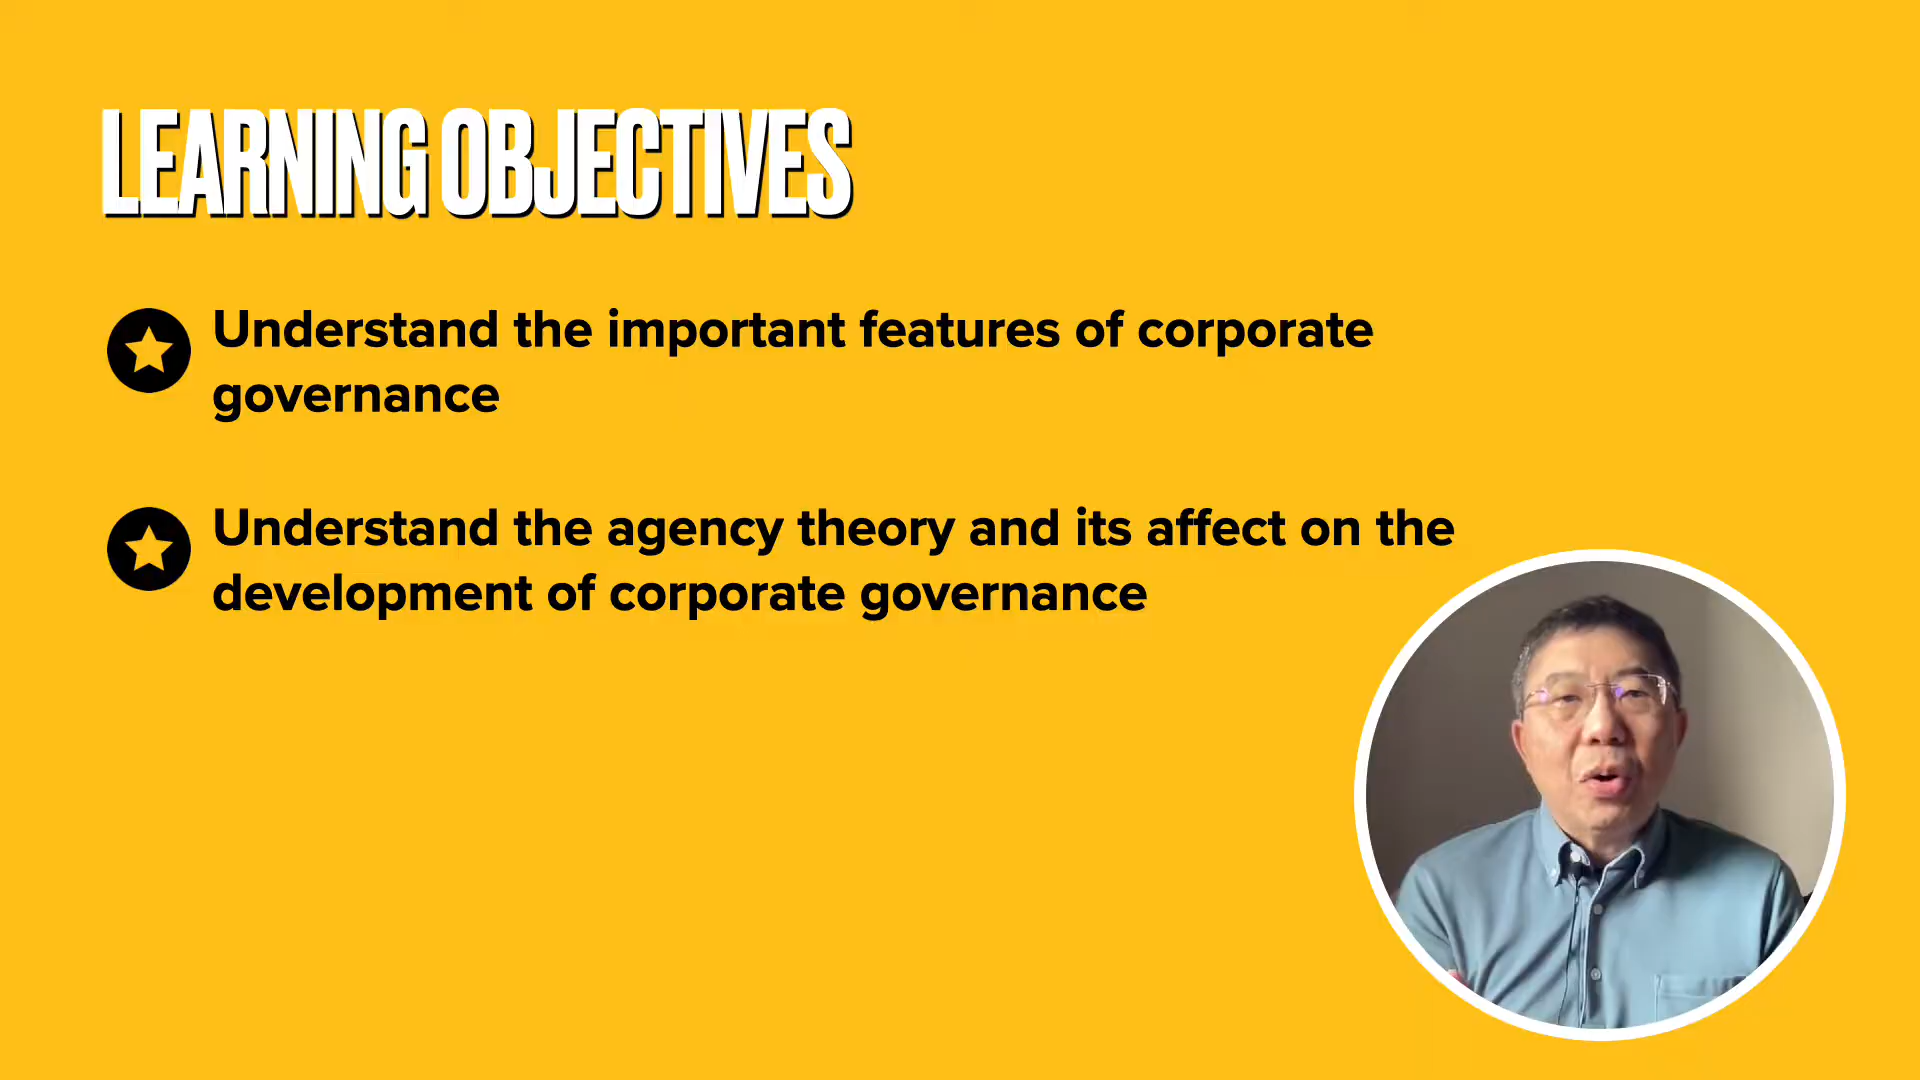 LEARNING OBJECTIVES
Understand the important features of corporate
governance
Understand the agency theory and its affect on the
development of corporate governance